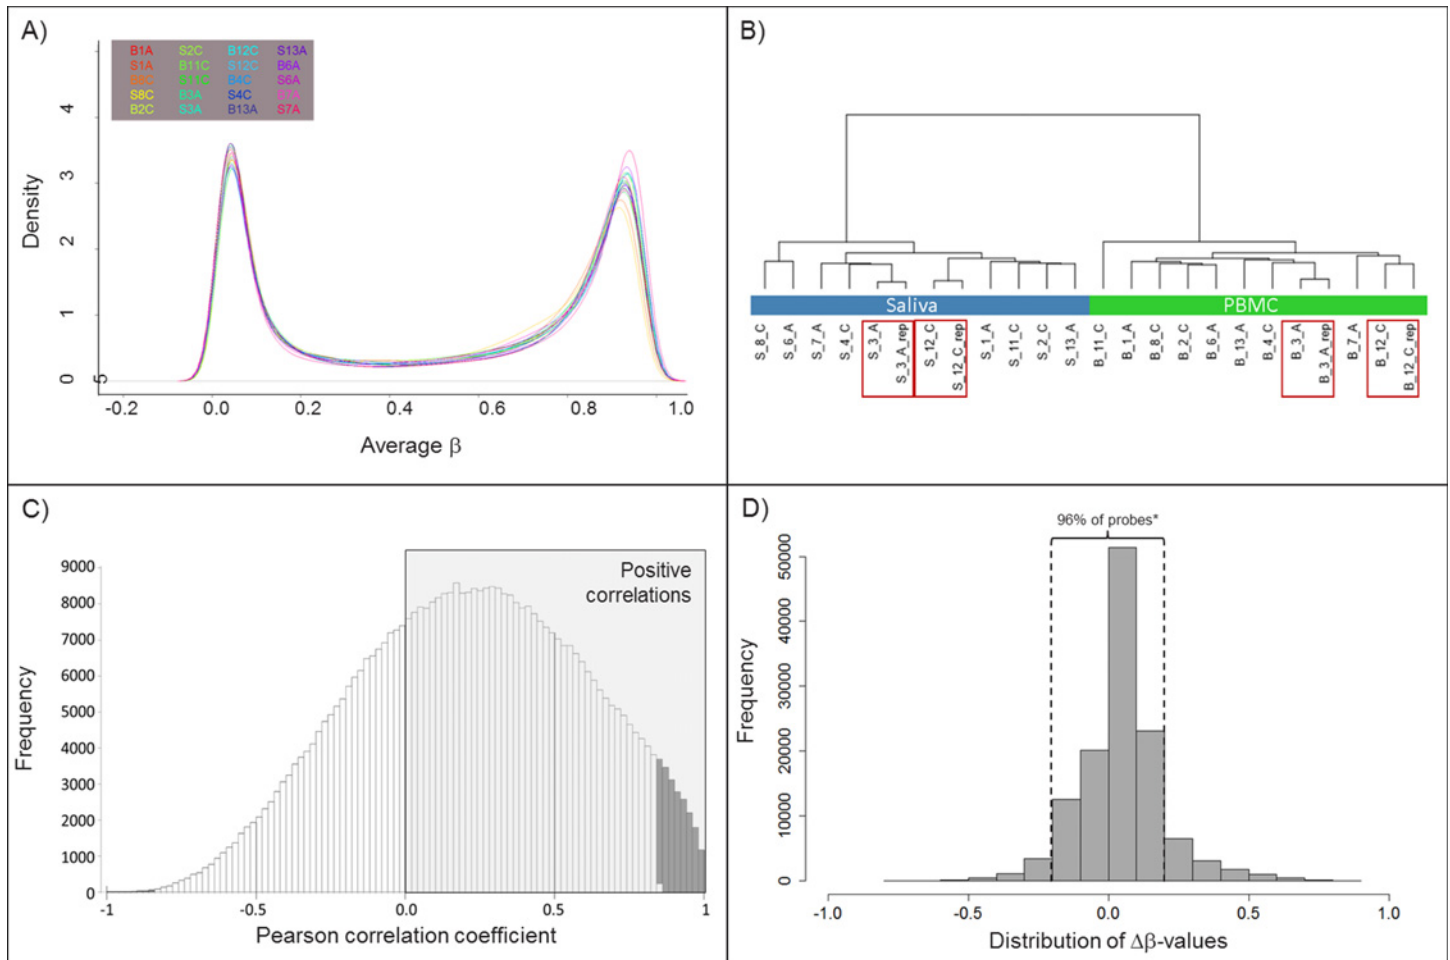 A)
B1A S2C B12C S13A
S1A B11C S12C B6A
B8C S11C B4C S6A
S8C B3A S4C B7A
B2C S3A B13A S7A
Density
0 1 2 3 4 5
-0.2 0.0 0.2 0.4 0.6 0.8 1.0
Average β
B)
Saliva PBMC
S_8_C S_6_A S_7_A S_4_C S_3_A S_3_A_rep S_12_C S_12_C_rep S_1_A S_11_C S_2_C S_13_A B_11_C B_1_A B_8_C B_2_C B_6_A B_13_A B_4_C B_3_A B_3_A_rep B_7_A B_12_C B_12_C_rep
C)
Positive
correlations
Frequency
9000
8000
7000
6000
5000
4000
3000
2000
1000
0
-1 -0.5 0.0 0.5 1
Pearson correlation coefficient
D)
96% of probes*
Frequency
0 10000 20000 30000 40000 50000
-1.0 -0.5 0.0 0.5 1.0
Distribution of Δβ-values